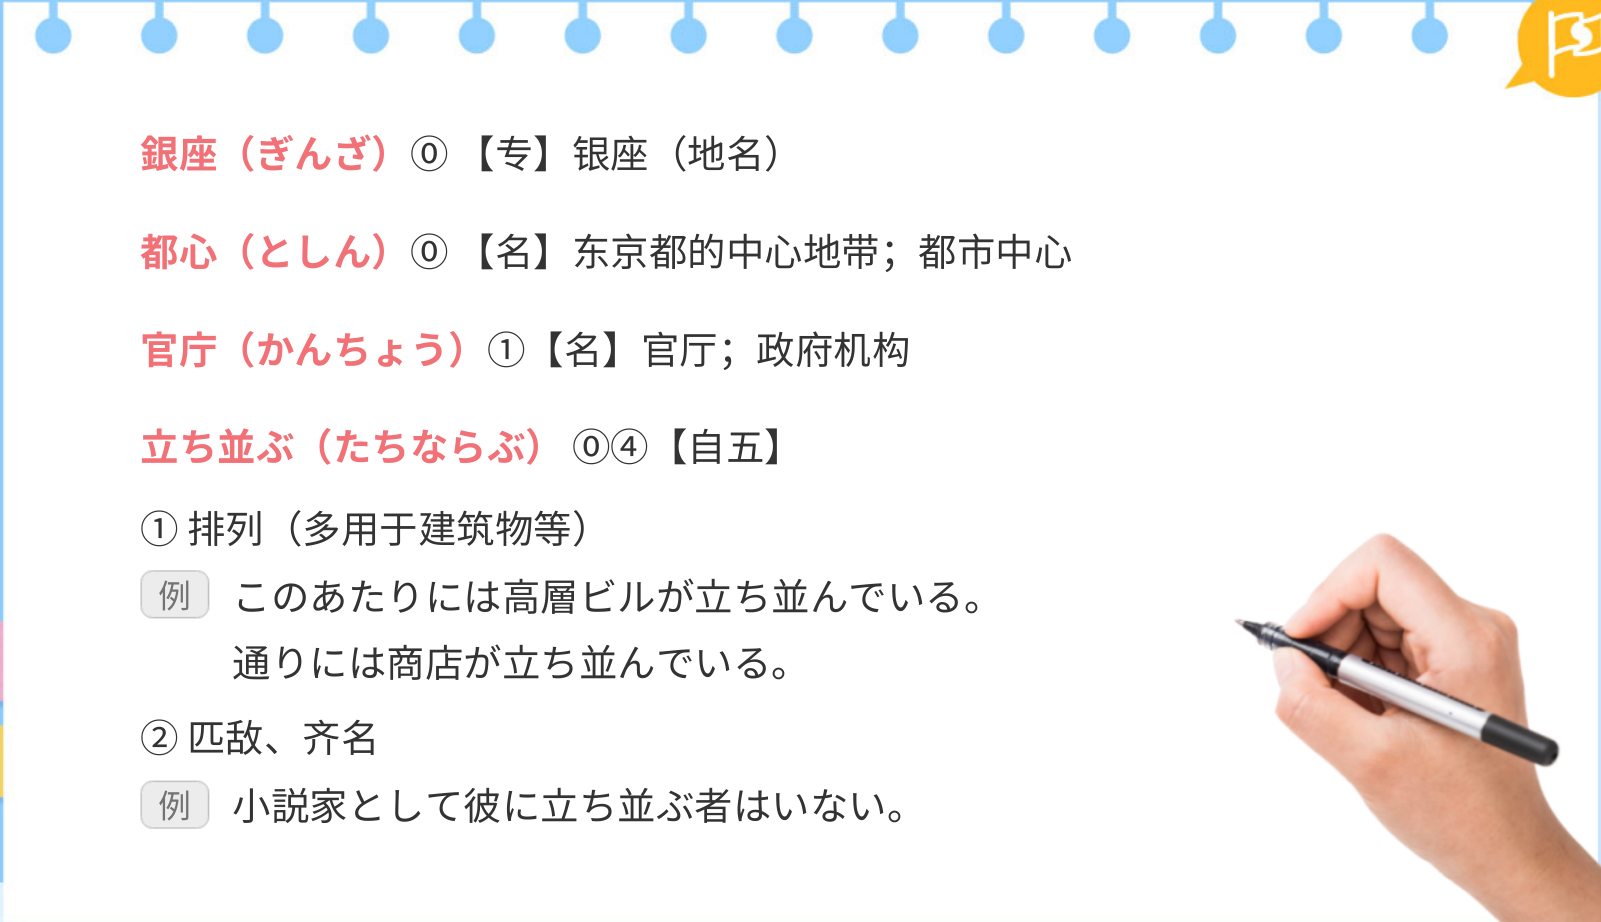 銀座（ぎんざ）⓪ 【专】银座（地名）
都心（としん）⓪ 【名】东京都的中心地带；都市中心
官庁（かんちょう）①【名】官厅；政府机构
立ち並ぶ（たちならぶ） ⓪④【自五】
① 排列（多用于建筑物等）
例 このあたりには高層ビルが立ち並んでいる。
通りには商店が立ち並んでいる。
② 匹敌、齐名
例 小説家として彼に立ち並ぶ者はいない。